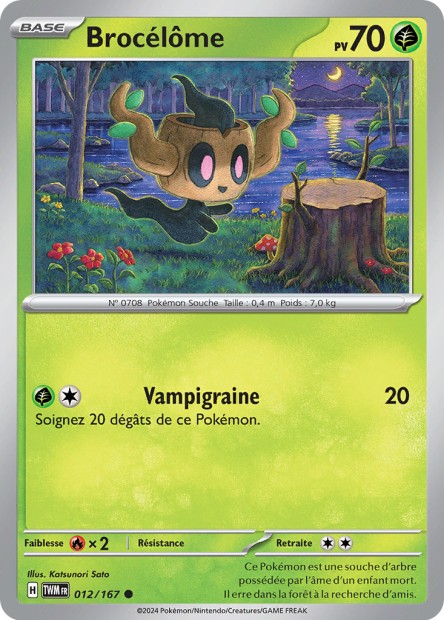 BASE Brocélôme PV 70
N° 0708 Pokémon Souche Taille : 0,4 m Poids : 7,0 kg
Vampigraine 20
Soignez 20 dégâts de ce Pokémon.
Faiblesse ×2 Résistance Retraite
Illus. Katsunori Sato
H TWM FR 012/167
Ce Pokémon est une souche d'arbre
possédée par l'âme d'un enfant mort.
Il erre dans la forêt à la recherche d'amis.
©2024 Pokémon/Nintendo/Creatures/GAME FREAK